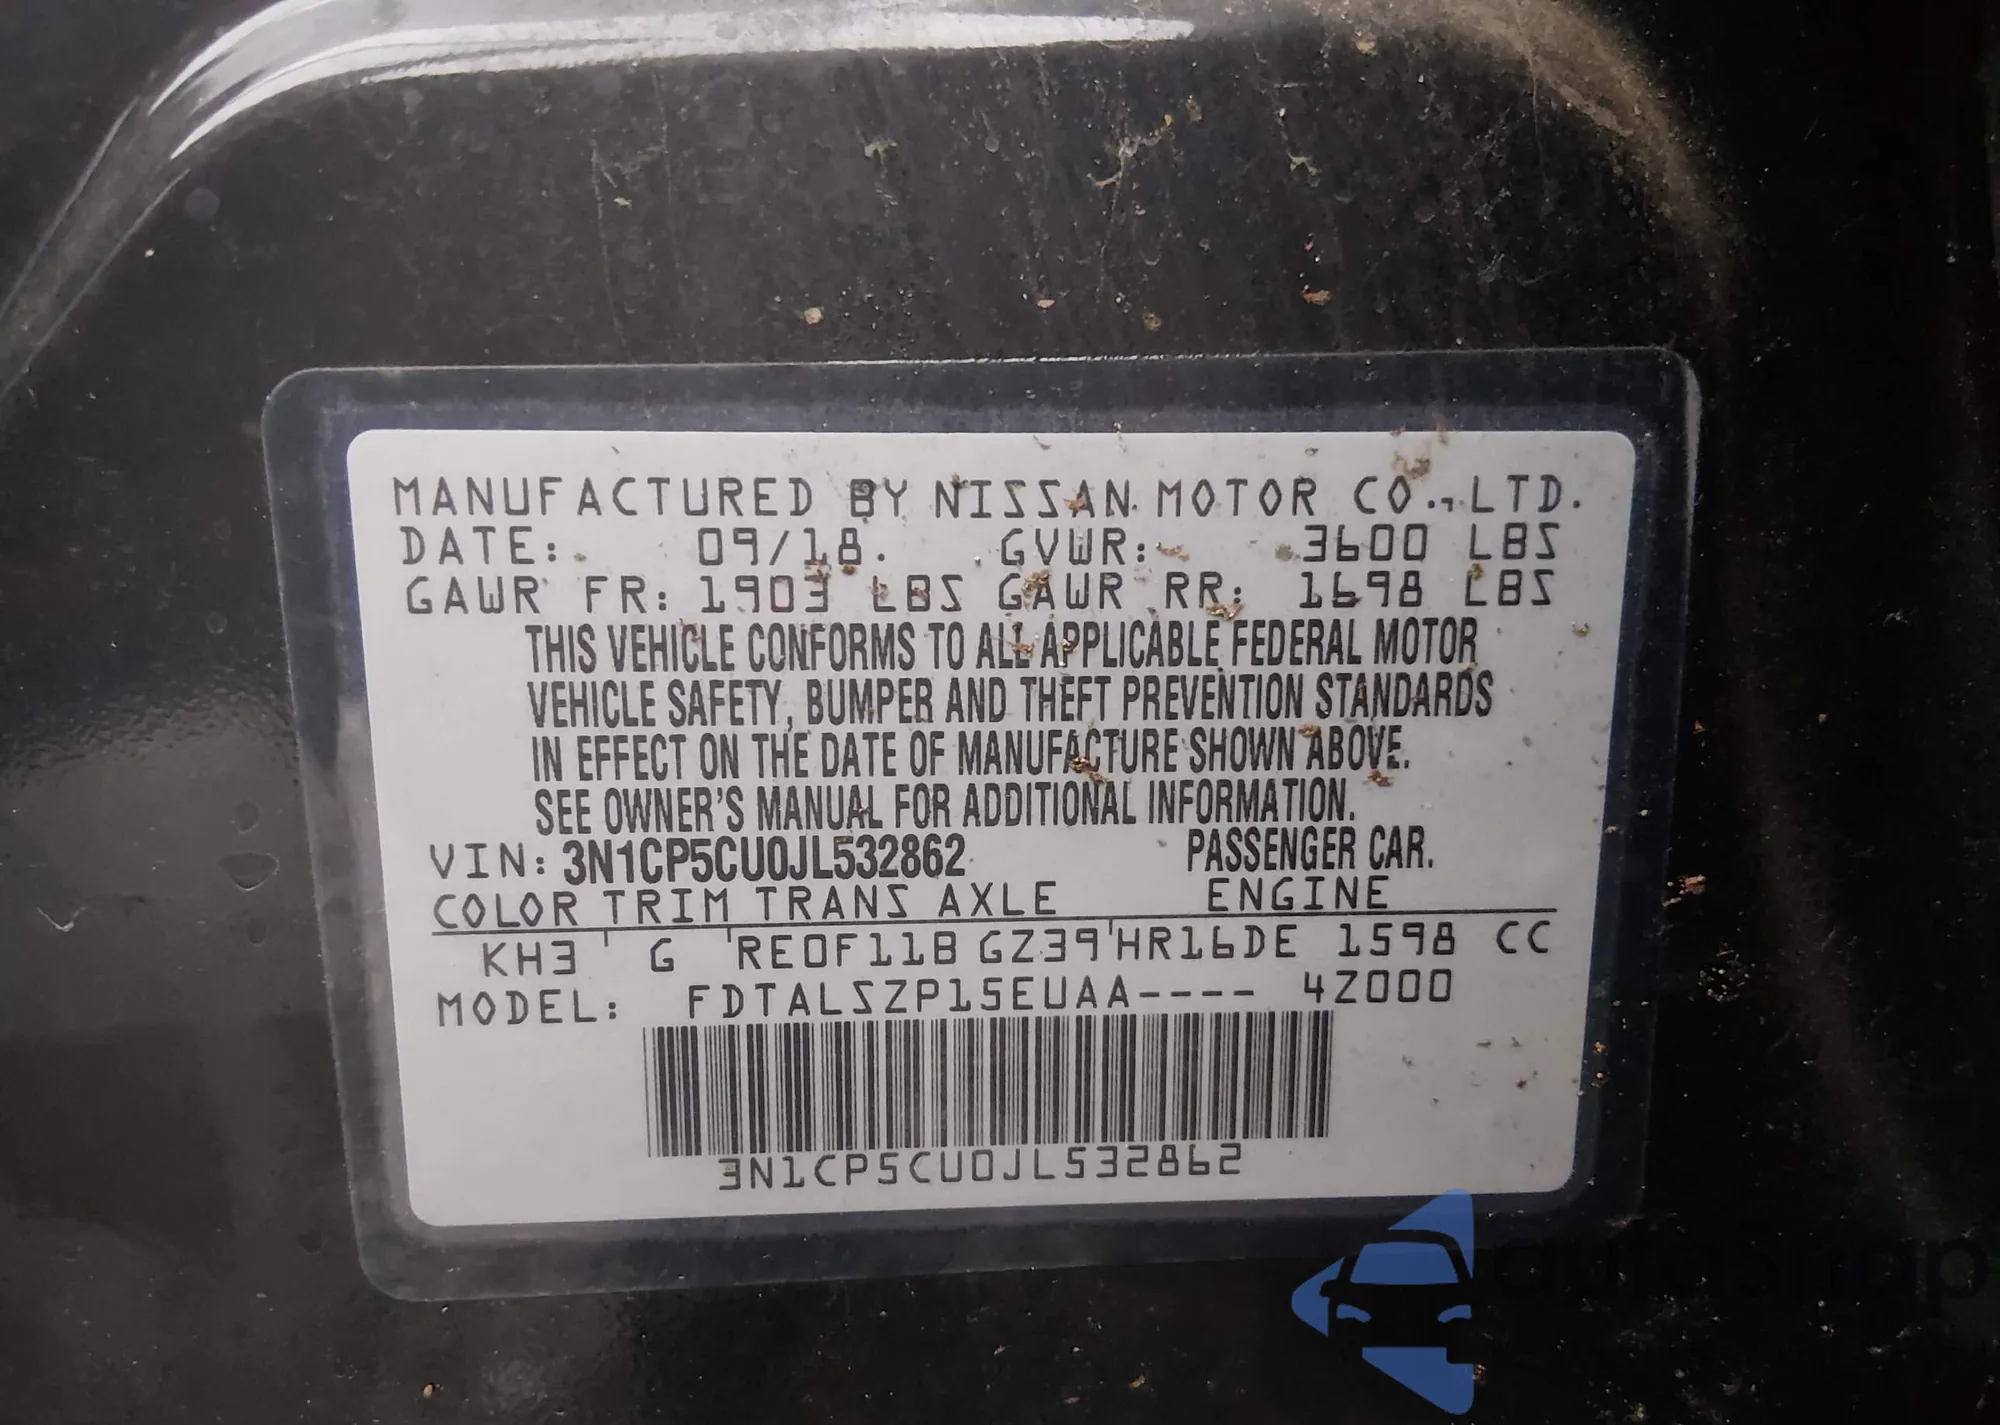 MANUFACTURED BY NISSAN MOTOR CO., LTD.
DATE: 09/18. GVWR: 3600 LBS
GAWR FR: 1903 LBS GAWR RR: 1698 LBS
THIS VEHICLE CONFORMS TO ALL APPLICABLE FEDERAL MOTOR
VEHICLE SAFETY, BUMPER AND THEFT PREVENTION STANDARDS
IN EFFECT ON THE DATE OF MANUFACTURE SHOWN ABOVE.
SEE OWNER'S MANUAL FOR ADDITIONAL INFORMATION.
VIN: 3N1CP5CU0JL532862 PASSENGER CAR.
COLOR TRIM TRANS AXLE ENGINE
KH3 G RE0F11B GZ39 HR16DE 1598 CC
MODEL: FDTALSZP15EUAA---- 4Z000
3N1CP5CU0JL532862